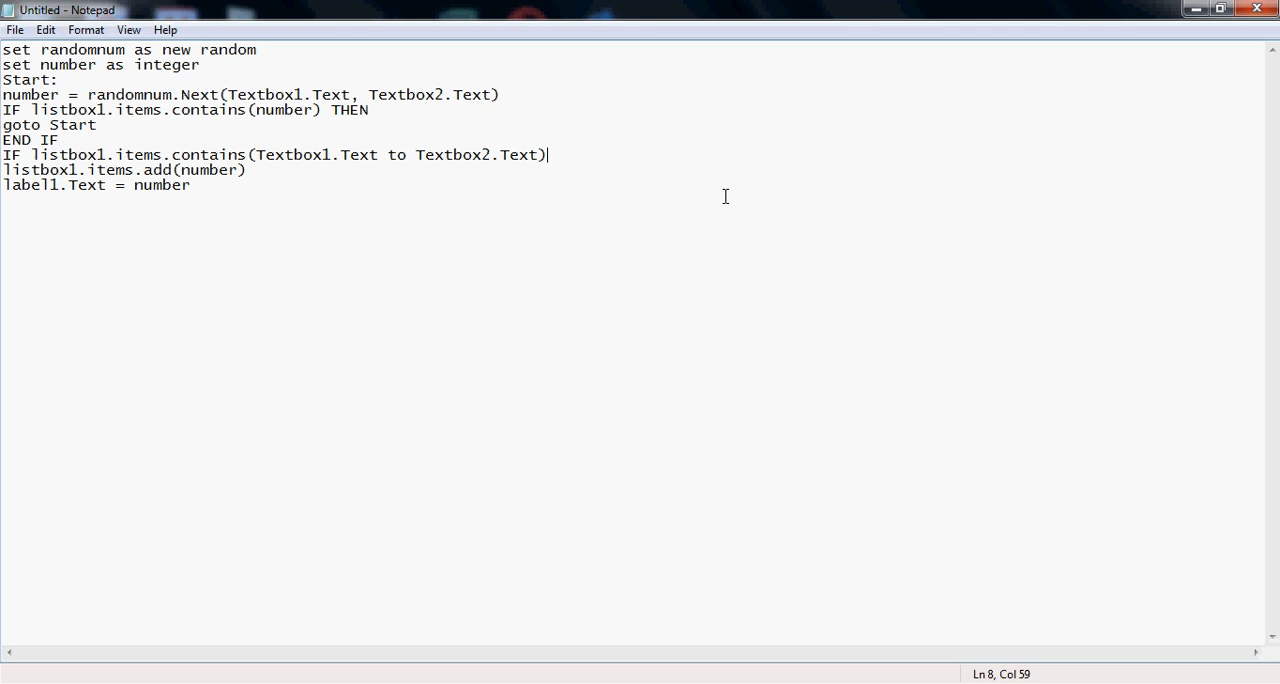 Untitled - Notepad
File Edit Format View Help
set randomnum as new random
set number as integer
Start:
number = randomnum.Next(Textbox1.Text, Textbox2.Text)
IF listbox1.items.contains(number) THEN
goto Start
END IF
IF listbox1.items.contains(Textbox1.Text to Textbox2.Text)
listbox1.items.add(number)
label1.Text = number
Ln 8, Col 59